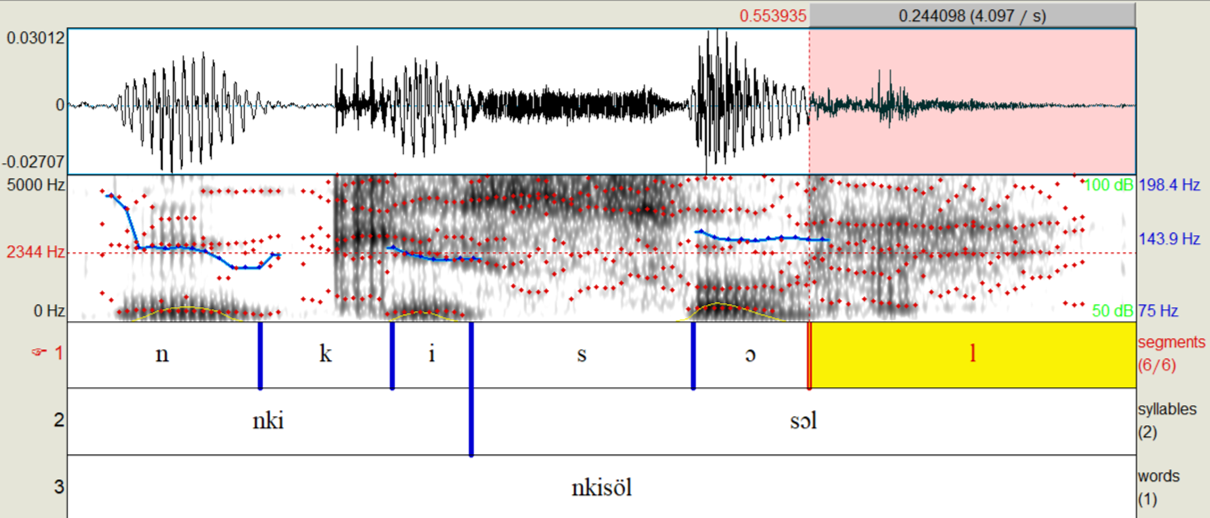 0.553935 0.244098 (4.097 / s)
0.03012
0
-0.02707
5000 Hz 100 dB 198.4 Hz
2344 Hz 143.9 Hz
0 Hz 50 dB 75 Hz
☞ 1 n k i s ɔ l segments
(6/6)
2 nki sɔl syllables
(2)
3 nkisöl words
(1)